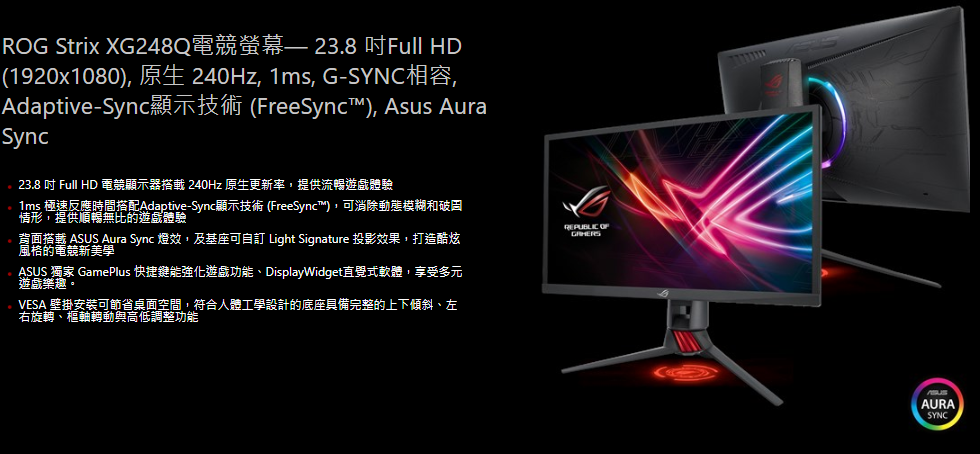 ROG Strix XG248Q電競螢幕— 23.8 吋Full HD
(1920x1080), 原生 240Hz, 1ms, G-SYNC相容,
Adaptive-Sync顯示技術 (FreeSync™), Asus Aura
Sync
23.8 吋 Full HD 電競顯示器搭載 240Hz 原生更新率，提供流暢遊戲體驗
1ms 極速反應時間搭配Adaptive-Sync顯示技術 (FreeSync™)，可消除動態模糊和破圖
情形，提供順暢無比的遊戲體驗
背面搭載 ASUS Aura Sync 燈效，及基座可自訂 Light Signature 投影效果，打造酷炫
風格的電競新美學
ASUS 獨家 GamePlus 快捷鍵能強化遊戲功能、DisplayWidget直覺式軟體，享受多元
遊戲樂趣。
VESA 壁掛安裝可節省桌面空間，符合人體工學設計的底座具備完整的上下傾斜、左
右旋轉、樞軸轉動與高低調整功能
REPUBLIC OF
GAMERS
ASUS
AURA
SYNC